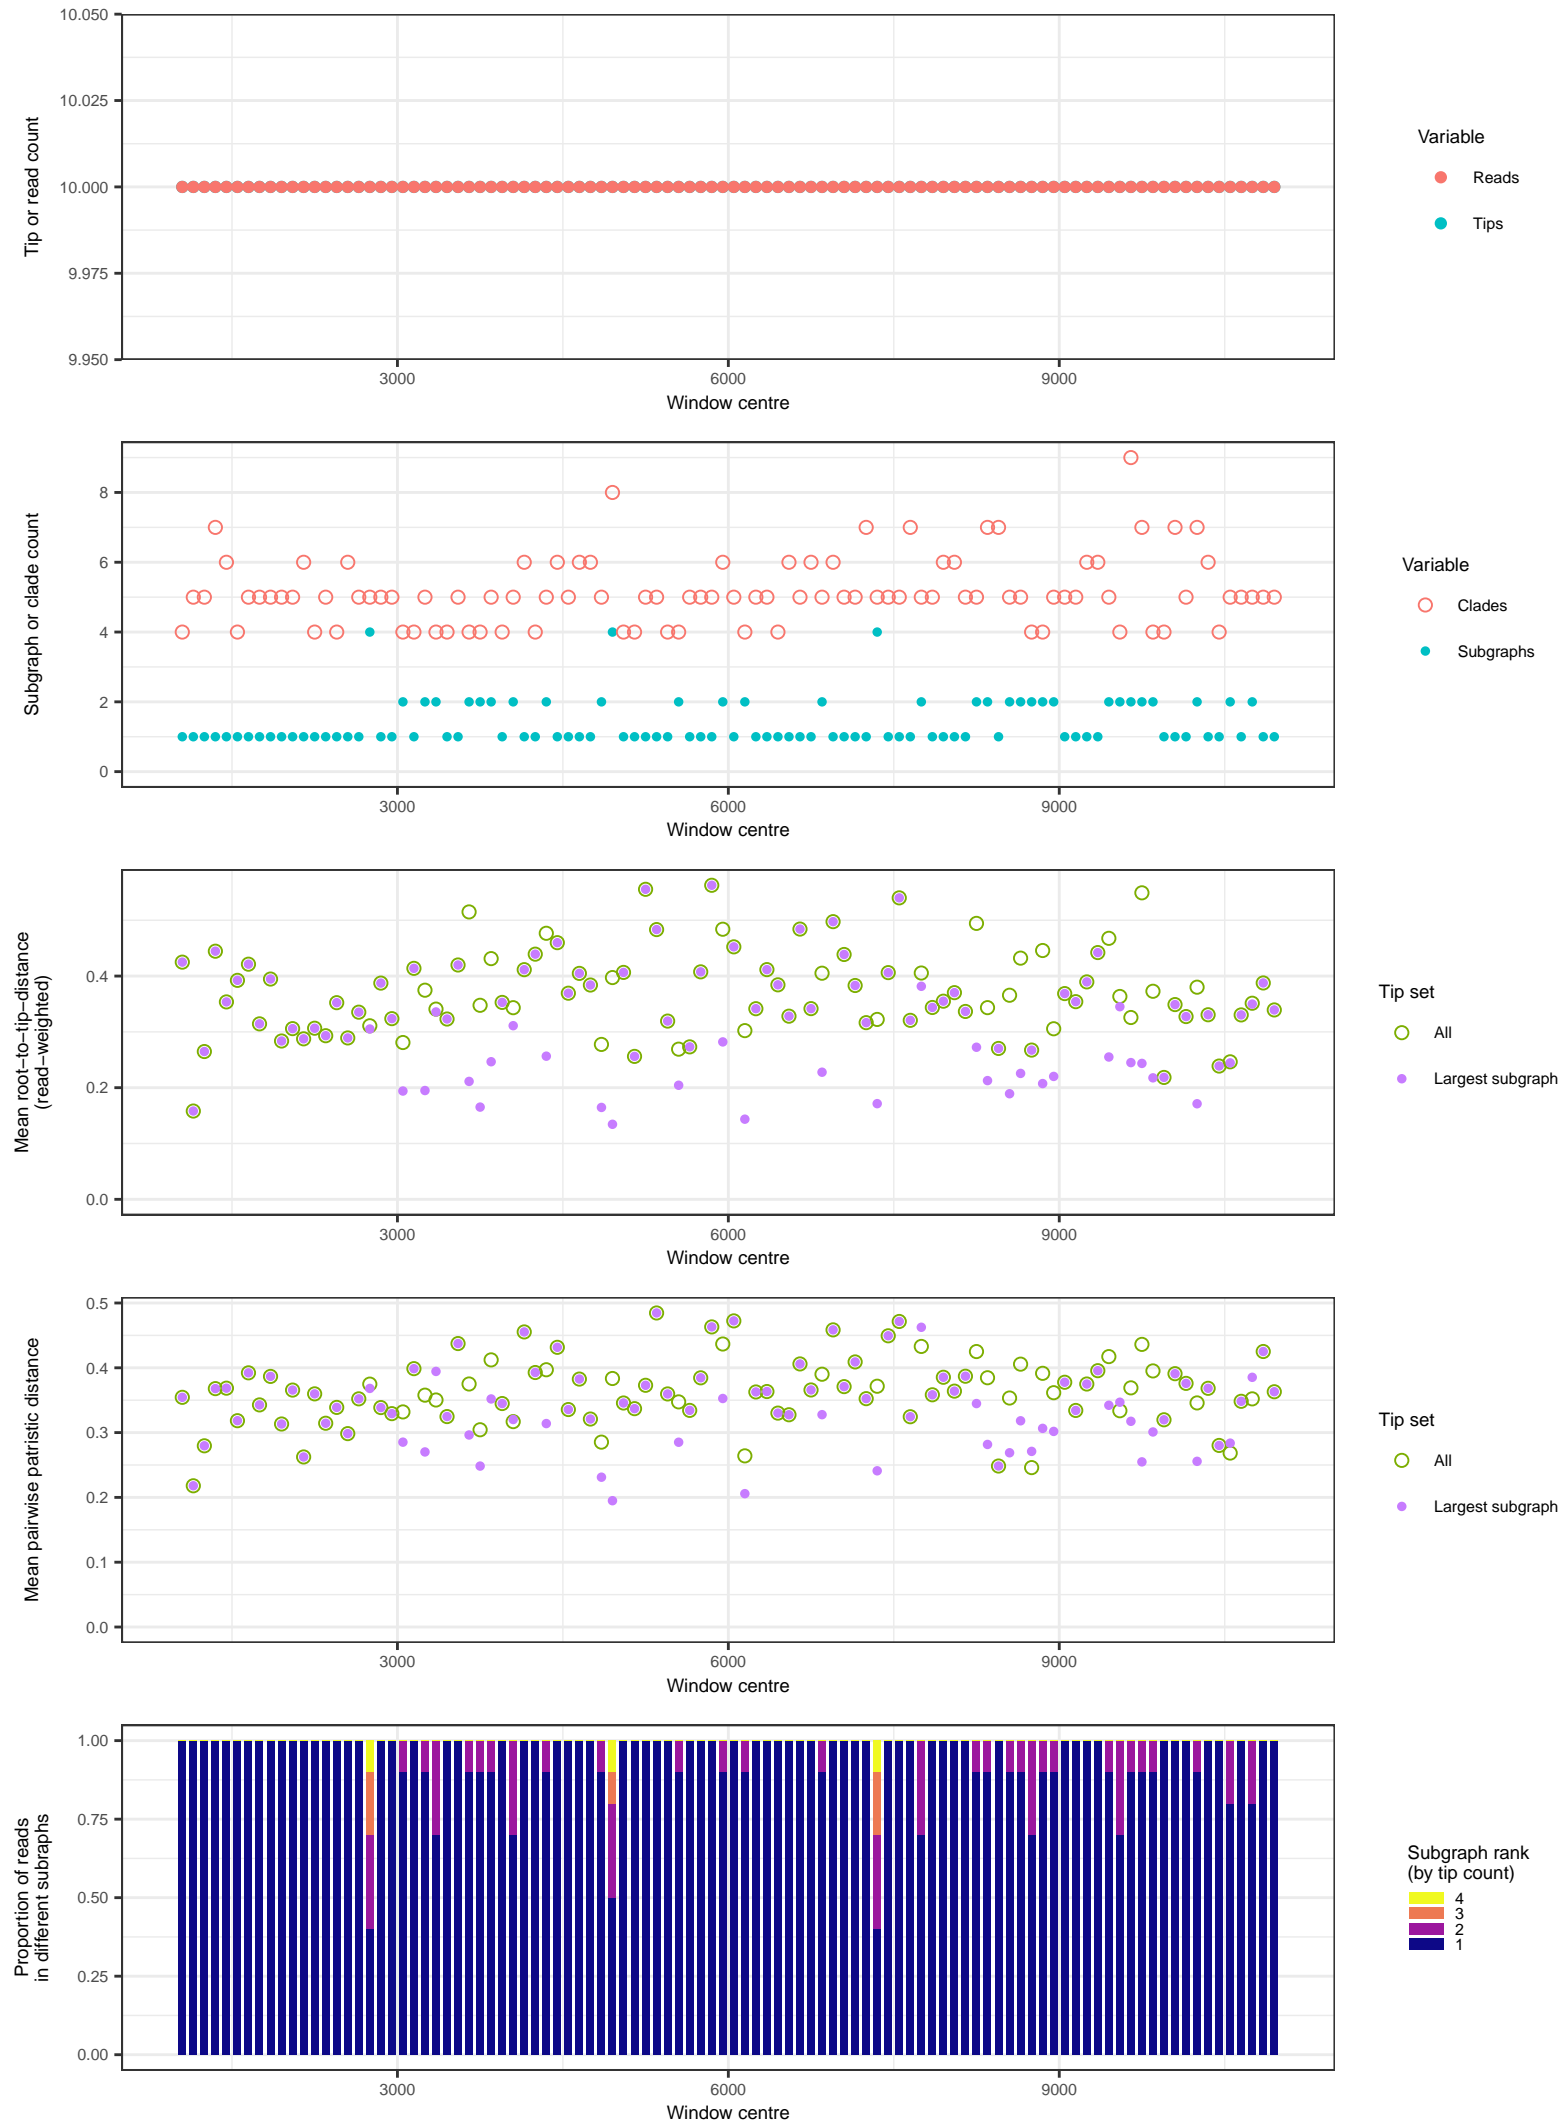 10.050
10.025
10.000
9.975
9.950
Tip or read count
3000 6000 9000
Window centre
Variable
Reads
Tips
8
6
4
2
0
Subgraph or clade count
3000 6000 9000
Window centre
Variable
Clades
Subgraphs
0.4
0.2
0.0
Mean root−to−tip−distance
(read−weighted)
3000 6000 9000
Window centre
Tip set
All
Largest subgraph
0.5
0.4
0.3
0.2
0.1
0.0
Mean pairwise patristic distance
3000 6000 9000
Window centre
Tip set
All
Largest subgraph
1.00
0.75
0.50
0.25
0.00
Proportion of reads
in different subraphs
3000 6000 9000
Window centre
Subgraph rank
(by tip count)
4
3
2
1